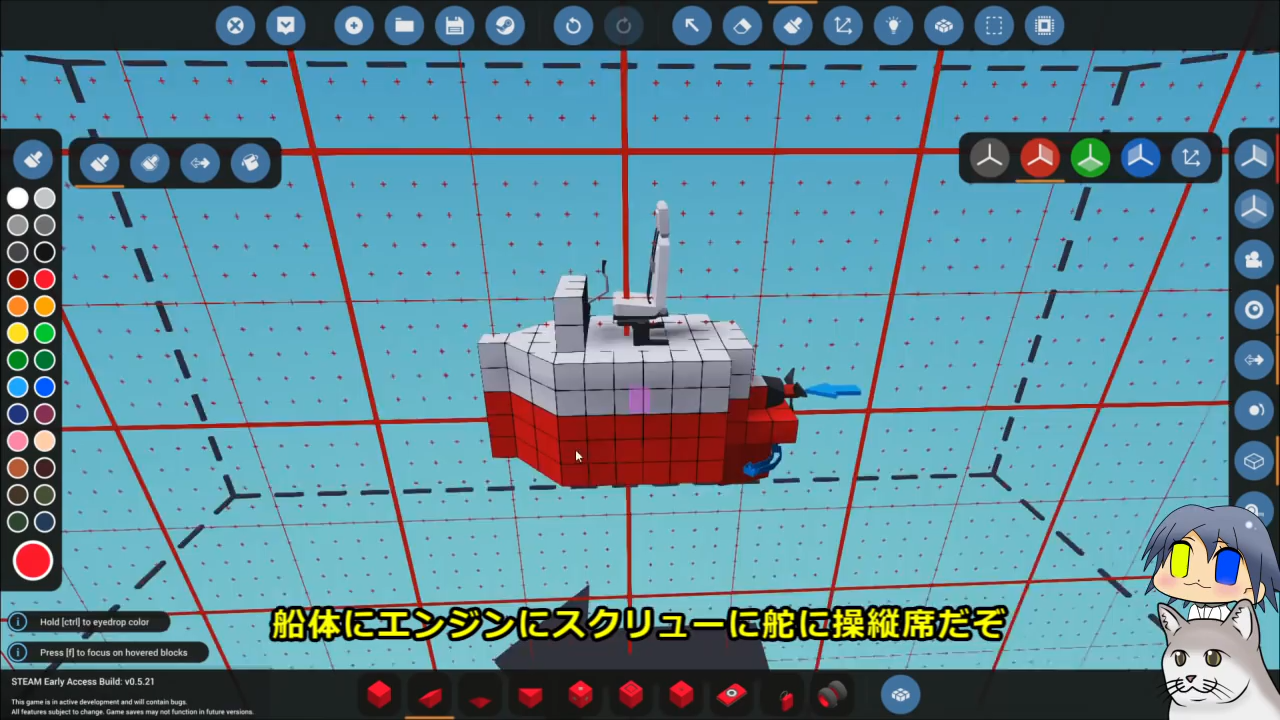 船体にエンジンにスクリューに舵に操縦席だぞ
Hold [ctrl] to eyedrop color
Press [f] to focus on hovered blocks
STEAM Early Access Build: v0.5.21
This game is in active development and will contain bugs.
All features subject to change. Game saves may not function in future versions.